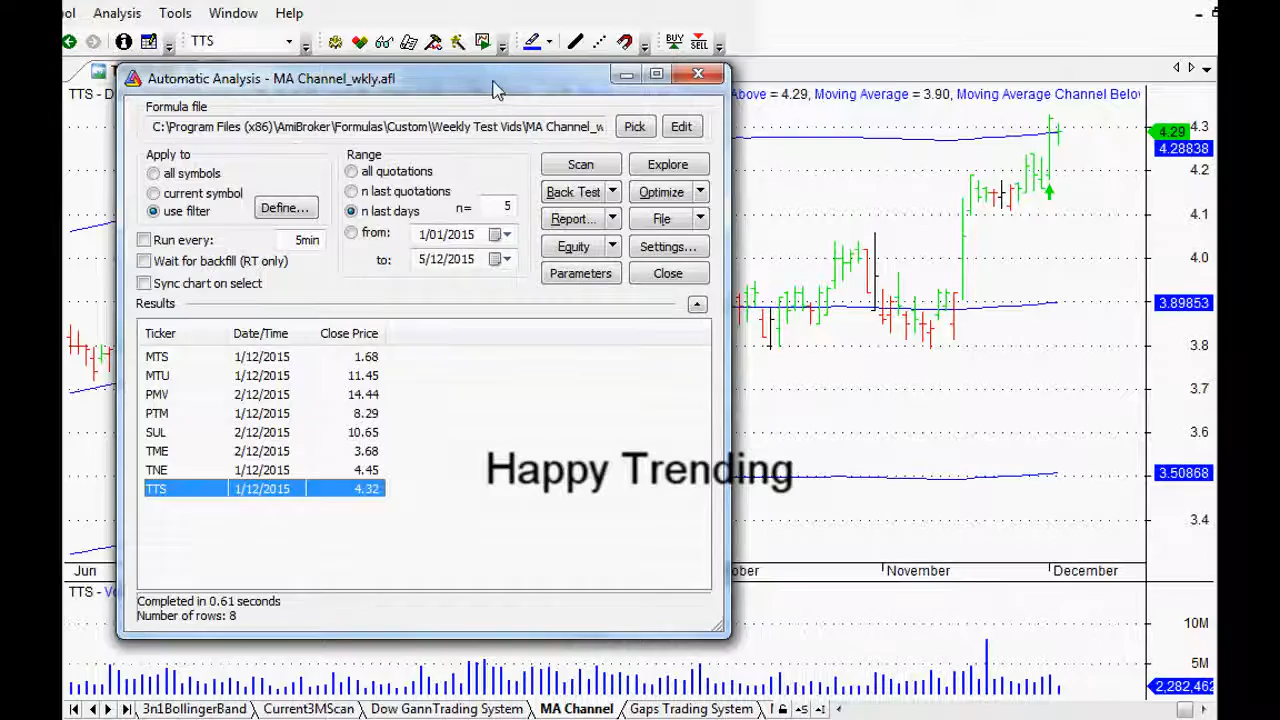 ol Analysis Tools Window Help
TTS
BUY SELL
Automatic Analysis - MA Channel_wkly.afl
TTS - D
Above = 4.29, Moving Average = 3.90, Moving Average Channel Below
Formula file
C:\Program Files (x86)\AmiBroker\Formulas\Custom\Weekly Test Vids\MA Channel_w
Pick
Edit
Apply to
all symbols
current symbol
use filter
Define...
Range
all quotations
n last quotations
n last days n= 5
from: 1/01/2015
to: 5/12/2015
Scan
Explore
Back Test
Optimize
Report...
File
Equity
Settings...
Parameters
Close
Run every: 5min
Wait for backfill (RT only)
Sync chart on select
Results
Ticker Date/Time Close Price
MTS 1/12/2015 1.68
MTU 1/12/2015 11.45
PMV 2/12/2015 14.44
PTM 1/12/2015 8.29
SUL 2/12/2015 10.65
TME 2/12/2015 3.68
TNE 1/12/2015 4.45
TTS 1/12/2015 4.32
Happy Trending
Completed in 0.61 seconds
Number of rows: 8
4.3
4.29
4.28838
4.2
4.1
4.0
3.89853
3.8
3.7
3.6
3.50868
3.4
Jun
ober November December
TTS - Vo
10M
5M
2,282,462
3n1BollingerBand Current3MScan Dow GannTrading System MA Channel Gaps Trading System